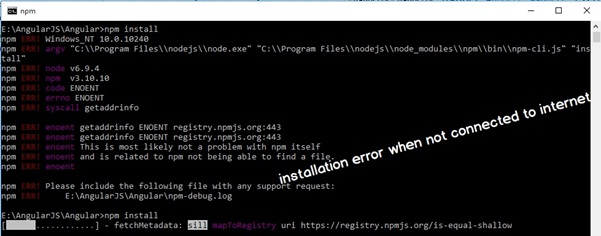 npm
E:\AngularJS\Angular>npm install
npm ERR! Windows_NT 10.0.10240
npm ERR! argv "C:\\Program Files\\nodejs\\node.exe" "C:\\Program Files\\nodejs\\node_modules\\npm\\bin\\npm-cli.js" "ins
tall"
npm ERR! node v6.9.4
npm ERR! npm  v3.10.10
npm ERR! code ENOENT
npm ERR! errno ENOENT
npm ERR! syscall getaddrinfo
npm ERR! enoent getaddrinfo ENOENT registry.npmjs.org:443
npm ERR! enoent getaddrinfo ENOENT registry.npmjs.org:443
npm ERR! enoent This is most likely not a problem with npm itself
npm ERR! enoent and is related to npm not being able to find a file.
npm ERR! enoent
installation error when not connected to internet
npm ERR! Please include the following file with any support request:
npm ERR!     E:\AngularJS\Angular\npm-debug.log
E:\AngularJS\Angular>npm install
[     ............] - fetchMetadata: sill mapToRegistry uri https://registry.npmjs.org/is-equal-shallow